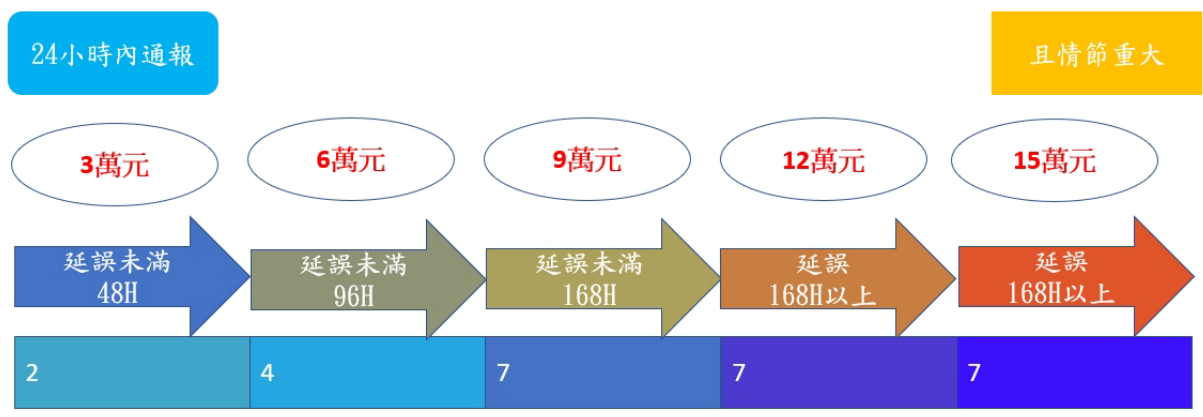 24小時內通報
且情節重大
3萬元
6萬元
9萬元
12萬元
15萬元
延誤未滿
48H
延誤未滿
96H
延誤未滿
168H
延誤
168H以上
延誤
168H以上
2
4
7
7
7